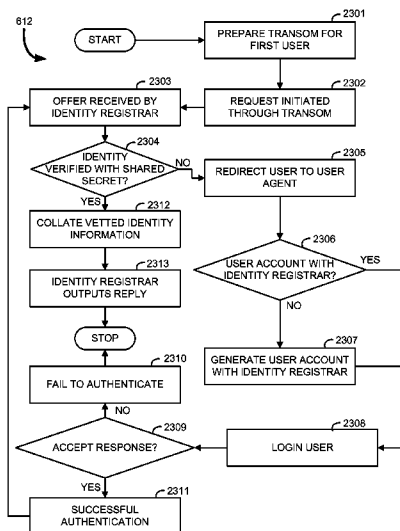 612
START
2301
PREPARE TRANSOM FOR
FIRST USER
2302
REQUEST INITIATED
THROUGH TRANSOM
2303
OFFER RECEIVED BY
IDENTITY REGISTRAR
2304
IDENTITY
VERIFIED WITH SHARED
SECRET?
NO
YES
2305
REDIRECT USER TO USER
AGENT
2306
USER ACCOUNT WITH
IDENTITY REGISTRAR?
YES
NO
2312
COLLATE VETTED IDENTITY
INFORMATION
2313
IDENTITY REGISTRAR
OUTPUTS REPLY
STOP
2307
GENERATE USER ACCOUNT
WITH IDENTITY REGISTRAR
2310
FAIL TO AUTHENTICATE
NO
2309
ACCEPT RESPONSE?
YES
2308
LOGIN USER
2311
SUCCESSFUL
AUTHENTICATION